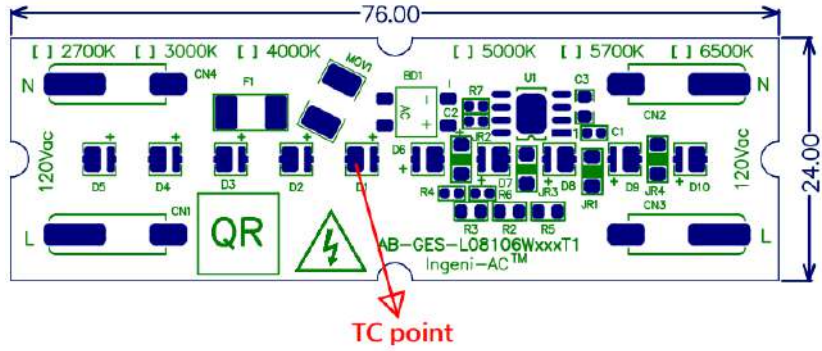 76.00
[ ] 2700K [ ] 3000K [ ] 4000K [ ] 5000K [ ] 5700K [ ] 6500K
N CN4 F1 MOV1 BD1 R7 U1 C3 CN2 N
AC − + C2 C1
24.00
120Vac + + + + + D6 JR2 120Vac
D5 D4 D3 D2 D1 R4 D7 R6 JR3 D8 JR1 D9 JR4 D10
L CN1 QR R3 R2 R5 CN3 L
AB-GES-L08106WxxxT1
Ingeni-AC™
TC point